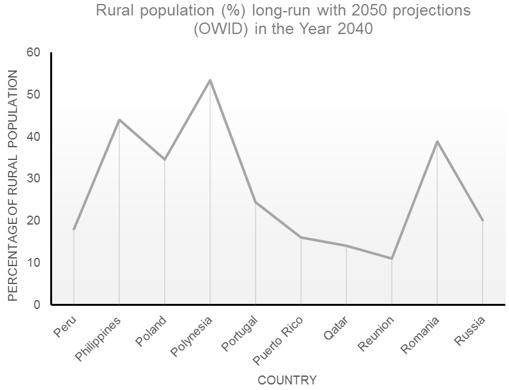 Rural population (%) long-run with 2050 projections
(OWID) in the Year 2040
PERCENTAGE OF RURAL POPULATION
60
50
40
30
20
10
0
Peru
Philippines
Poland
Polynesia
Portugal
Puerto Rico
Qatar
Reunion
Romania
Russia
COUNTRY